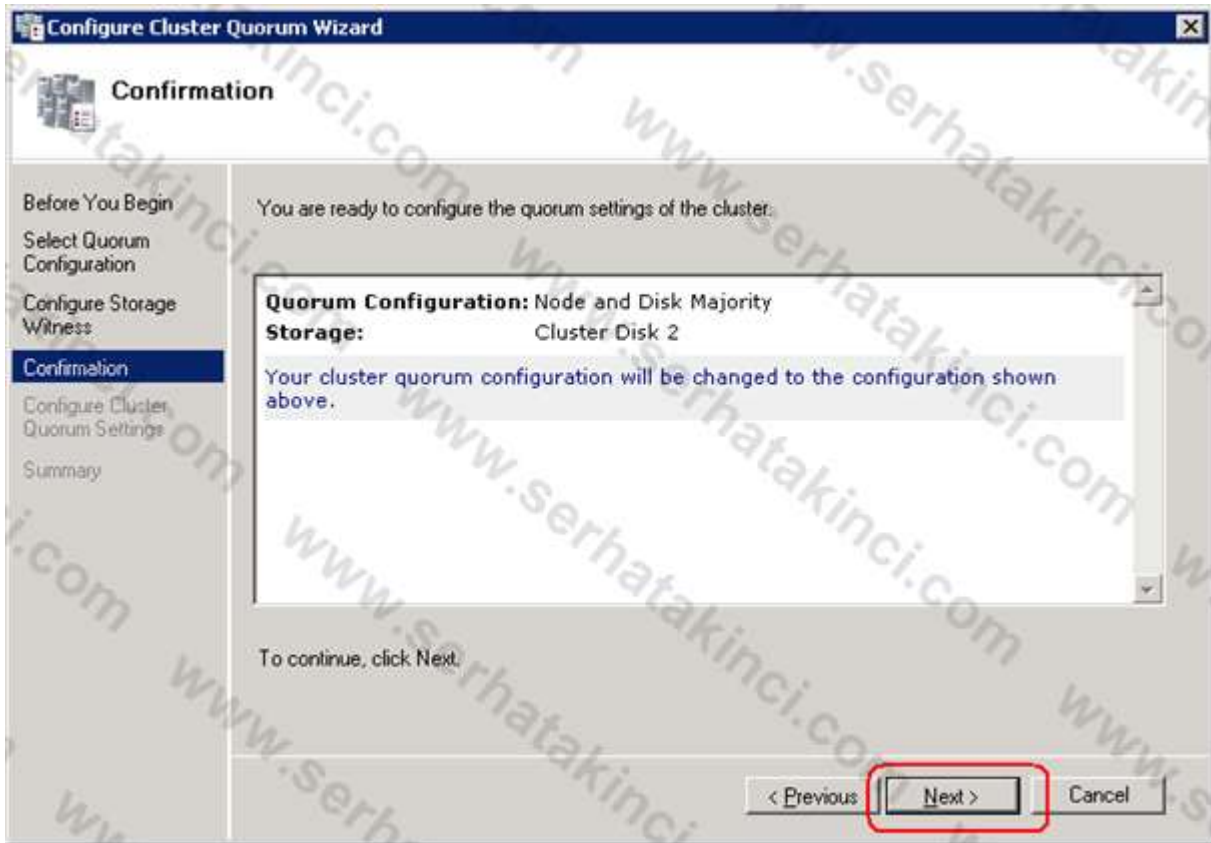 Configure Cluster Quorum Wizard
Confirmation
Before You Begin
Select Quorum
Configuration
Configure Storage
Witness
Confirmation
Configure Cluster
Quorum Settings
Summary
You are ready to configure the quorum settings of the cluster.
Quorum Configuration: Node and Disk Majority
Storage: Cluster Disk 2
Your cluster quorum configuration will be changed to the configuration shown
above.
To continue, click Next.
< Previous
Next >
Cancel
www.serhatakinci.com